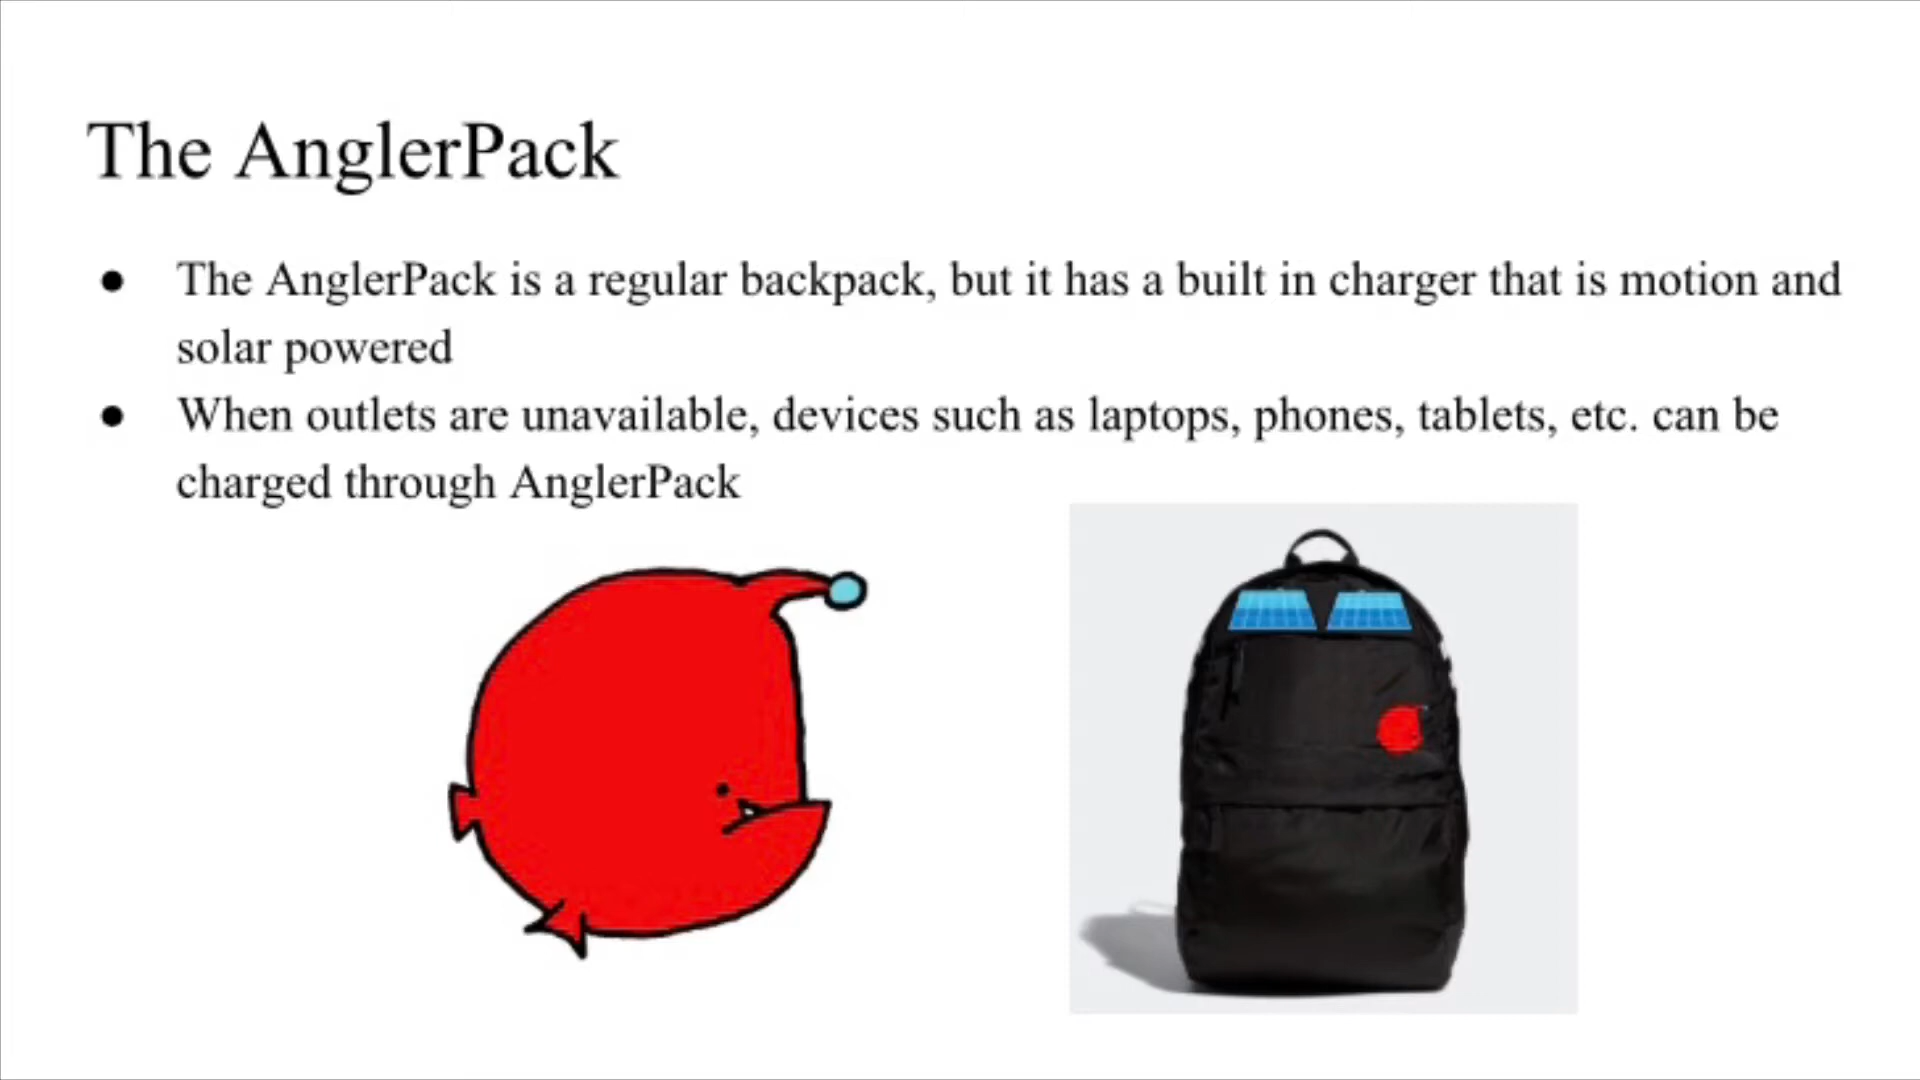 The AnglerPack
● The AnglerPack is a regular backpack, but it has a built in charger that is motion and
solar powered
● When outlets are unavailable, devices such as laptops, phones, tablets, etc. can be
charged through AnglerPack